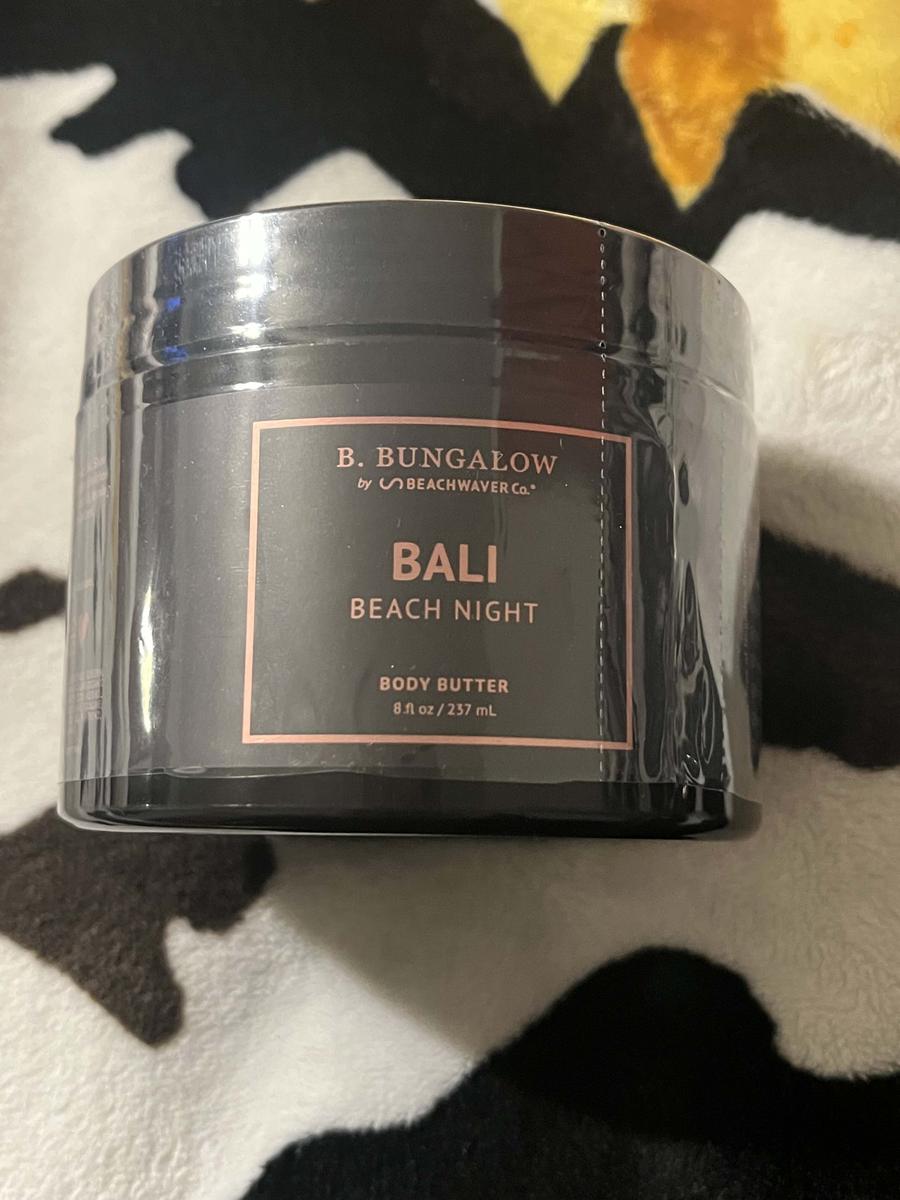 B. BUNGALOW
by BEACHWAVER Co.®
BALI
BEACH NIGHT
BODY BUTTER
8 fl oz / 237 mL